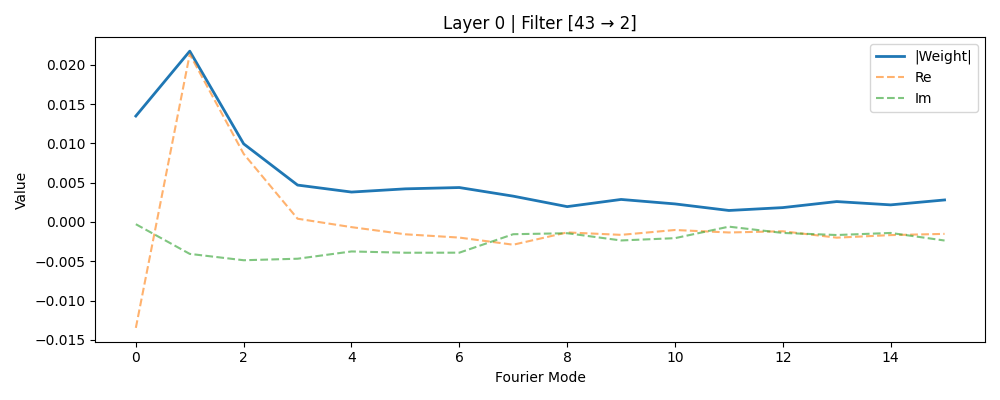 Layer 0 | Filter [43 → 2]
|Weight|
Re
Im
Value
0.020
0.015
0.010
0.005
0.000
−0.005
−0.010
−0.015
0 2 4 6 8 10 12 14
Fourier Mode